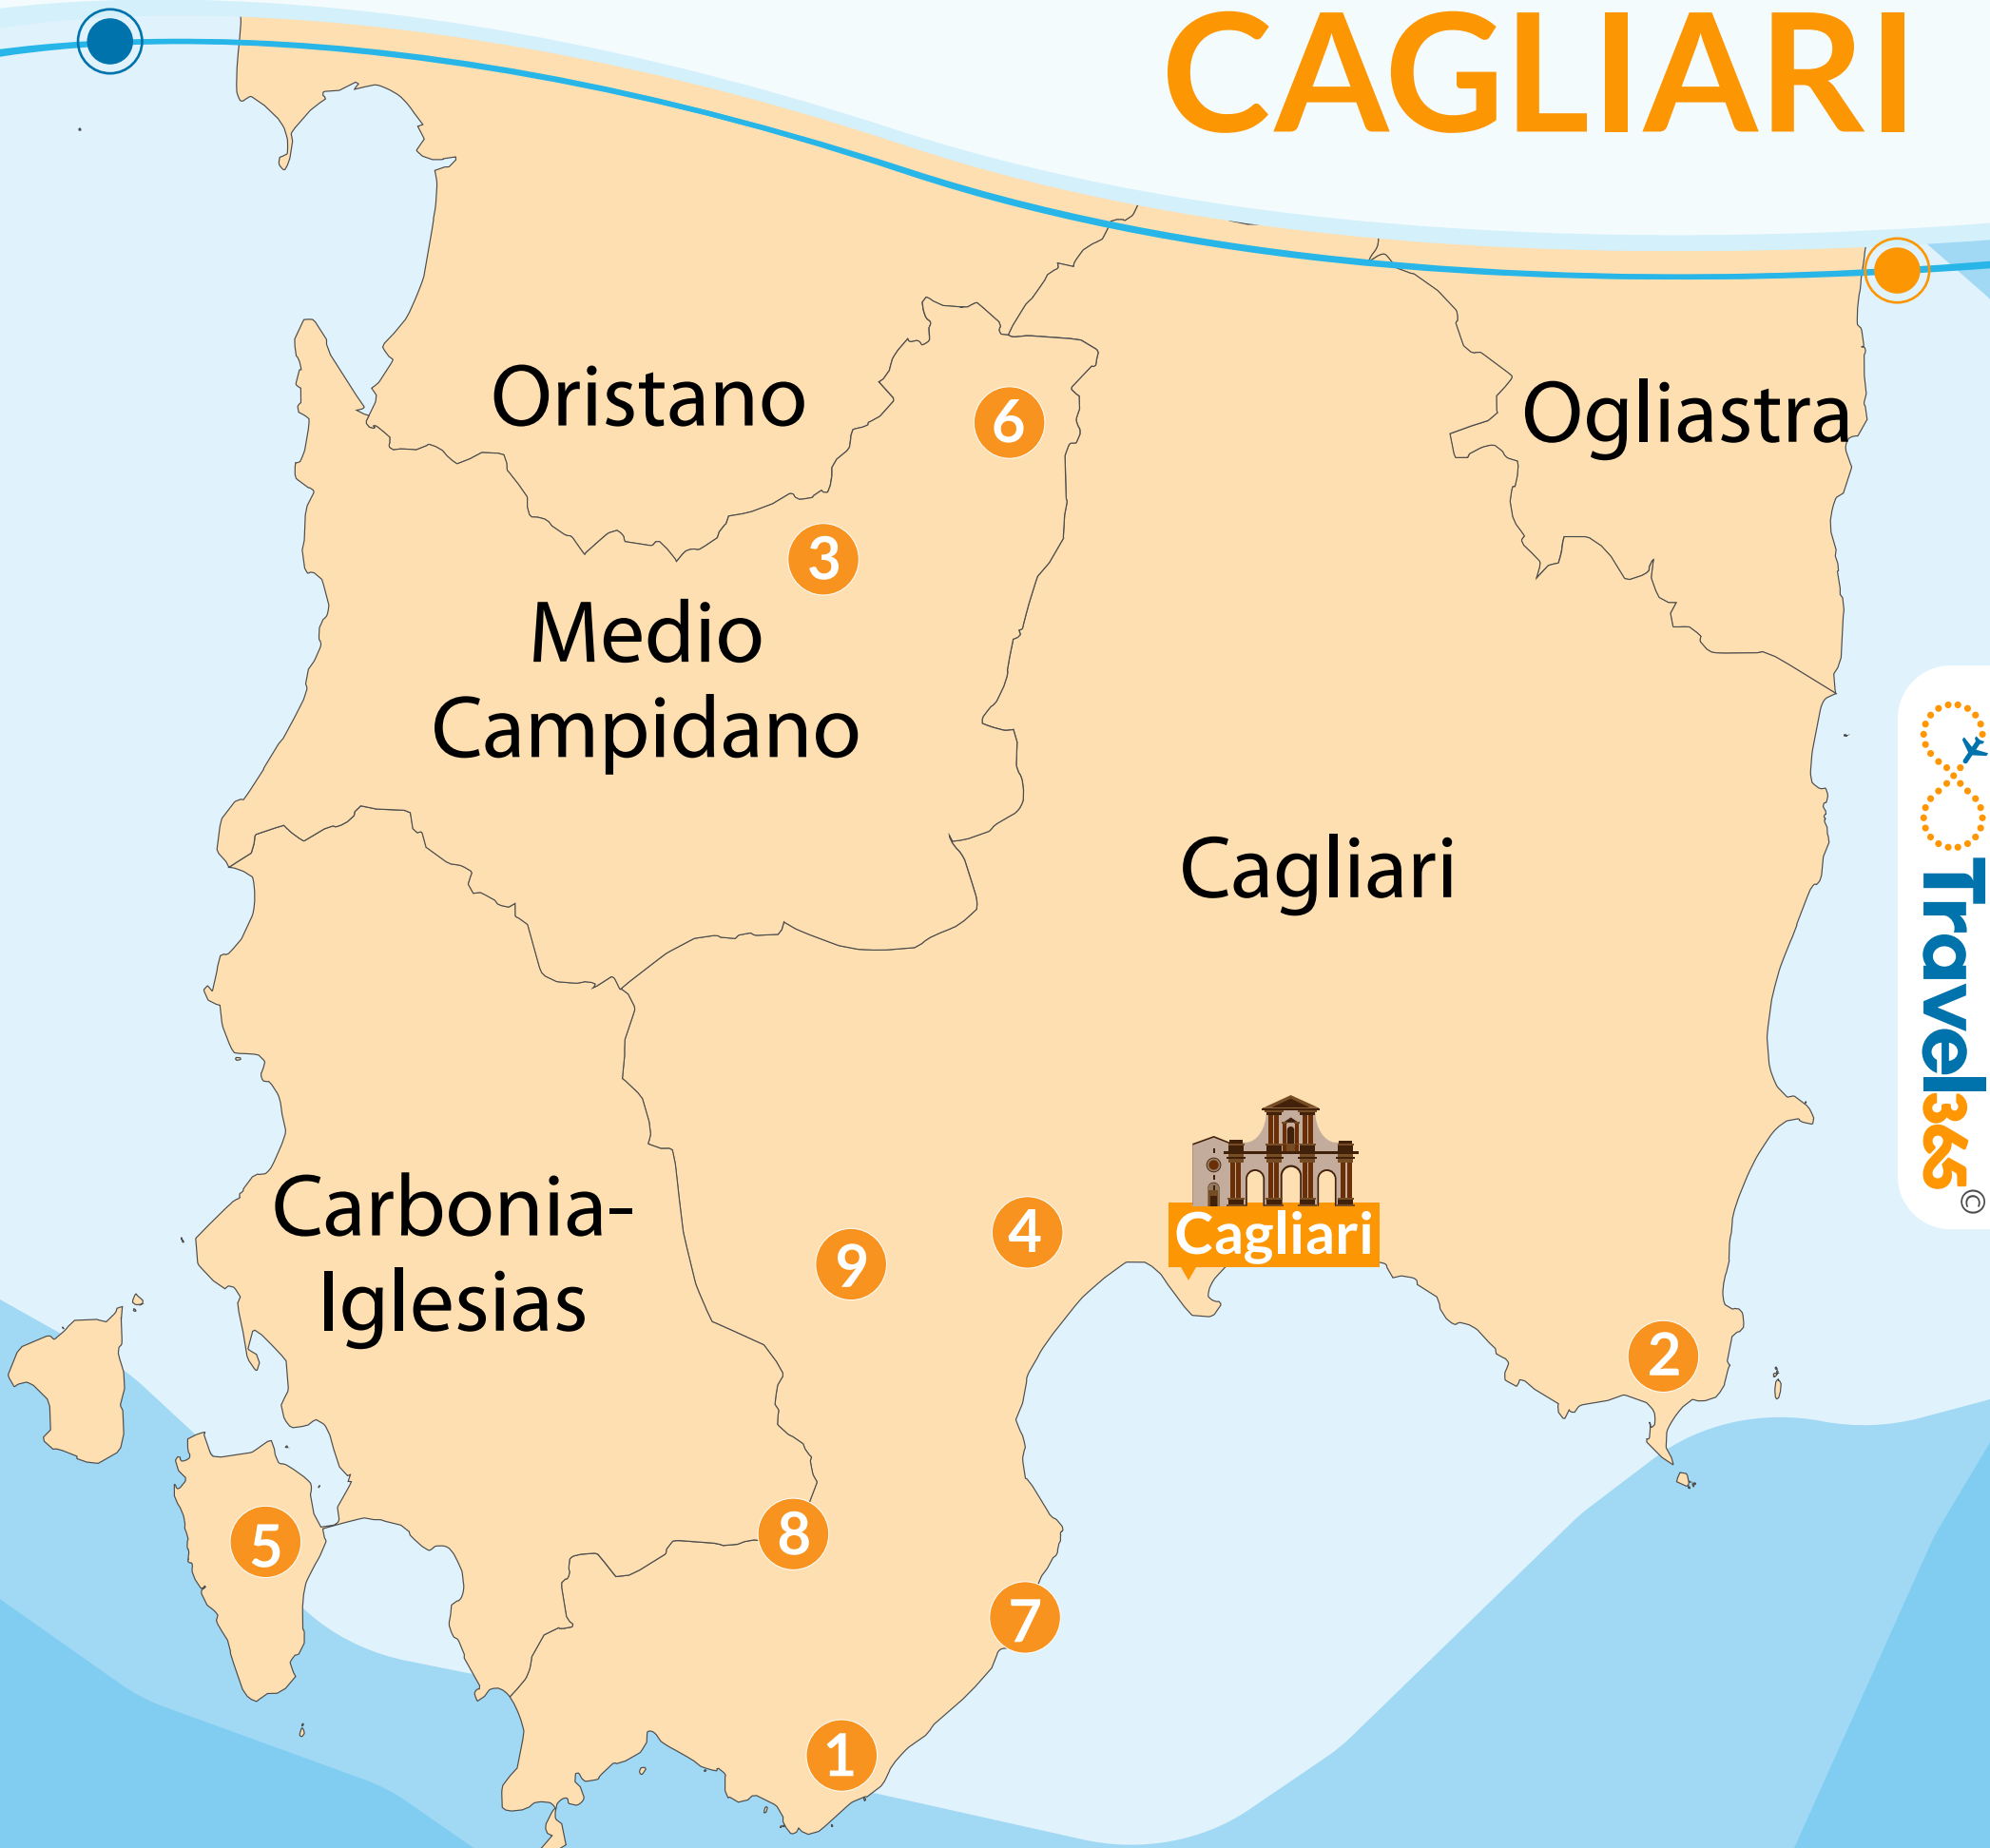 CAGLIARI
Oristano
Ogliastra
6
3
Medio
Campidano
Cagliari
Travel365
©
Carbonia-
Iglesias
4
Cagliari
9
2
8
5
7
1